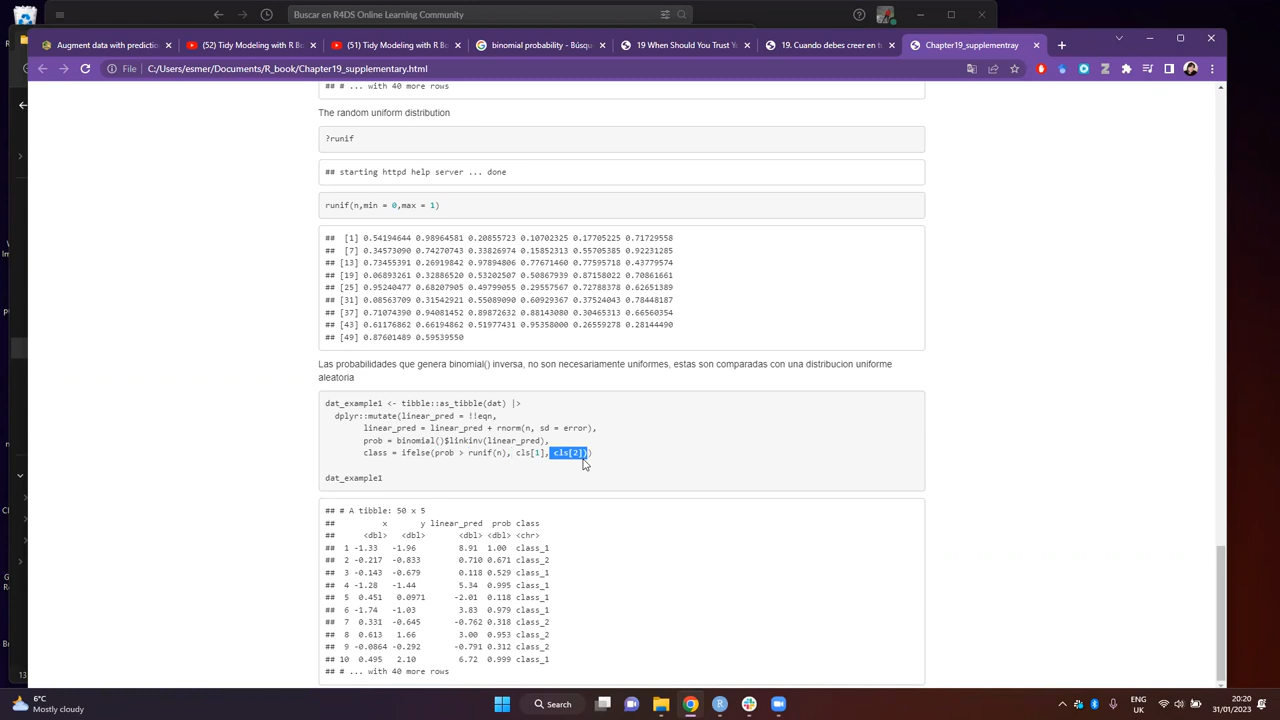 Buscar en R4DS Online Learning Community
Augment data with predictio
(52) Tidy Modeling with R Bo
(51) Tidy Modeling with R Bo
binomial probability - Búsqu
19 When Should You Trust Yo
19. Cuando debes creer en t
Chapter19_supplementray
File
C:/Users/esmer/Documents/R_book/Chapter19_supplementary.html
## # ... with 40 more rows
The random uniform distribution
?runif
## starting httpd help server ... done
runif(n,min = 0,max = 1)
## [1] 0.54194644 0.98964581 0.20855723 0.10702325 0.17705225 0.71729558
## [7] 0.34573090 0.74270743 0.33826974 0.15852313 0.55705385 0.92231285
## [13] 0.73455391 0.26919842 0.97894806 0.77671460 0.77595718 0.43779574
## [19] 0.06893261 0.32886520 0.53202507 0.50867939 0.87158022 0.70861661
## [25] 0.95240477 0.68207905 0.49799055 0.29557564 0.72788378 0.62651389
## [31] 0.08563709 0.31542921 0.55089090 0.60929367 0.37524043 0.78448187
## [37] 0.71074390 0.94081452 0.89872264 0.88143080 0.30465313 0.66560354
## [43] 0.61176862 0.66194862 0.51977431 0.95358000 0.26559278 0.28144490
## [49] 0.87601489 0.59539550
Las probabilidades que genera binomial() inversa, no son necesariamente uniformes, estas son comparadas con una distribucion uniforme
aleatoria
dat_example1 <- tibble::as_tibble(dat) |>
dplyr::mutate(linear_pred = !!eqn,
linear_pred = linear_pred + rnorm(n, sd = error),
prob = binomial()$linkinv(linear_pred),
class = ifelse(prob > runif(n), cls[1], cls[2]))
dat_example1
## # A tibble: 50 x 5
## x y linear_pred prob class
## <dbl> <dbl> <dbl> <dbl> <chr>
## 1 -1.33 -1.96 8.91 1.00 class_1
## 2 -0.217 -0.833 0.710 0.671 class_2
## 3 -0.143 -0.679 0.118 0.529 class_1
## 4 -1.28 -1.44 5.34 0.995 class_1
## 5 0.451 0.0971 -2.01 0.118 class_1
## 6 -1.74 -1.03 3.83 0.979 class_1
## 7 0.331 -0.645 -0.762 0.318 class_2
## 8 0.613 1.66 3.00 0.953 class_2
## 9 -0.0864 -0.292 -0.791 0.312 class_2
## 10 0.495 2.10 6.72 0.999 class_1
## # ... with 40 more rows
6°C
Mostly cloudy
Search
ENG
UK
20:20
31/01/2023